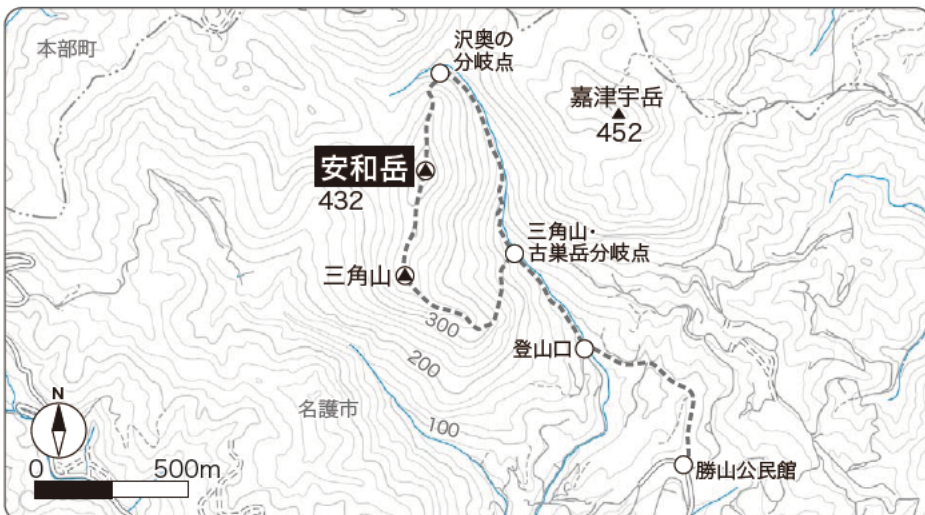 本部町
沢奥の
分岐点
嘉津宇岳
452
安和岳
432
三角山・
古巣岳分岐点
三角山
300
登山口
200
名護市
100
N
0 500m
勝山公民館